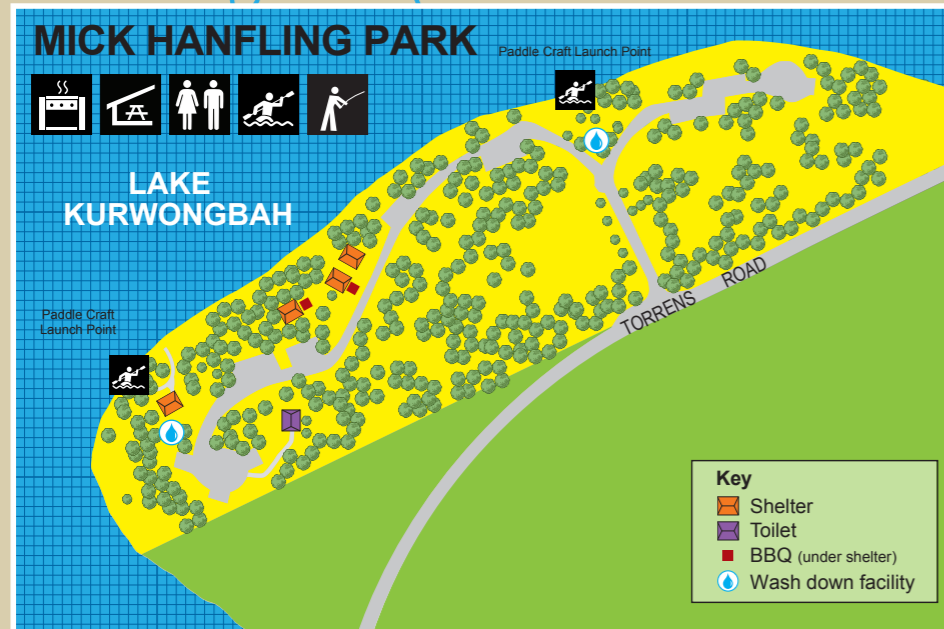 MICK HANFLING PARK
Paddle Craft Launch Point
LAKE
KURWONGBAH
Paddle Craft
Launch Point
TORRENS ROAD
Key
Shelter
Toilet
BBQ (under shelter)
Wash down facility